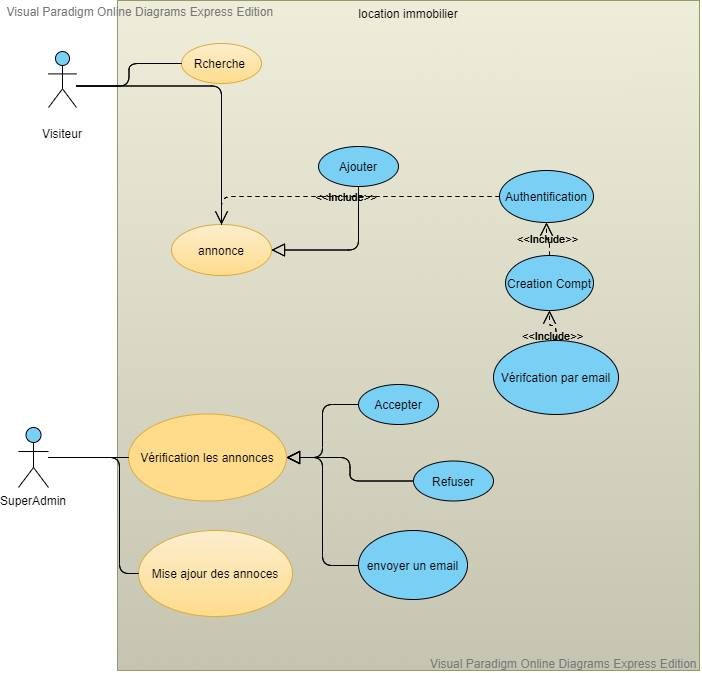 Visual Paradigm Online Diagrams Express Edition
location immobilier
Rcherche
Visiteur
Ajouter
<<Include>>
Authentification
annonce
<<Include>>
Creation Compt
<<Include>>
Vérifcation par email
Accepter
Vérification les annonces
Refuser
SuperAdmin
envoyer un email
Mise ajour des annoces
Visual Paradigm Online Diagrams Express Edition